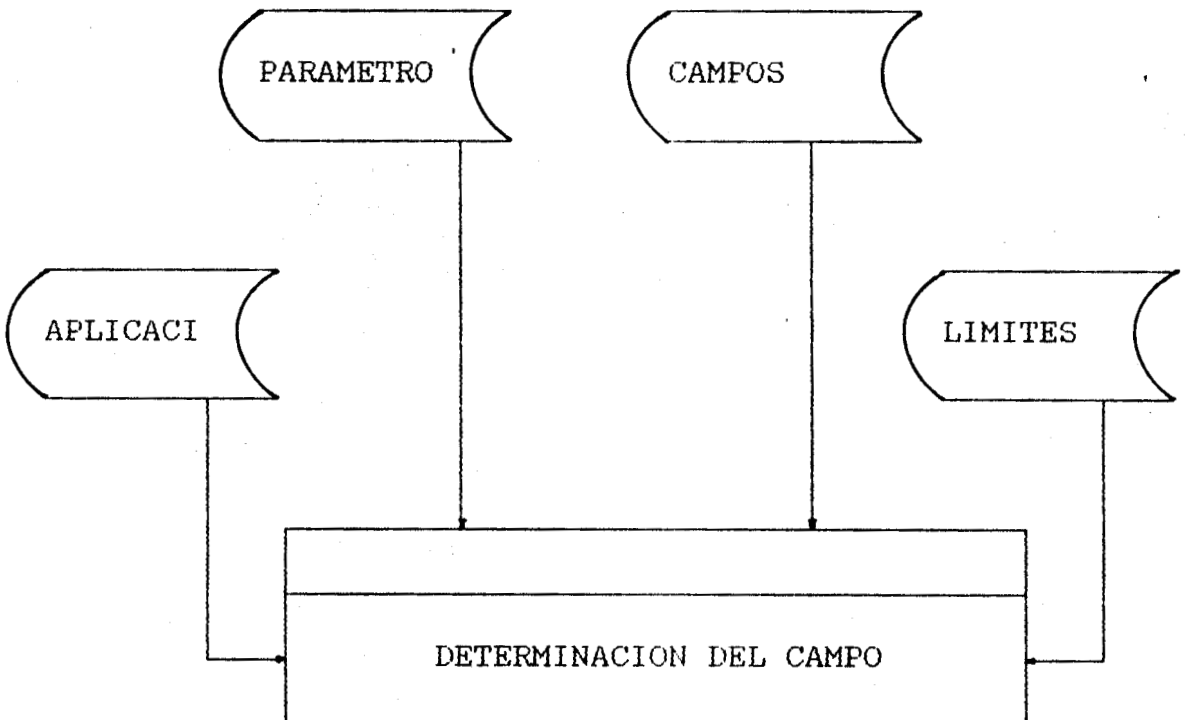 PARAMETRO
CAMPOS
APLICACI
LIMITES
DETERMINACION DEL CAMPO